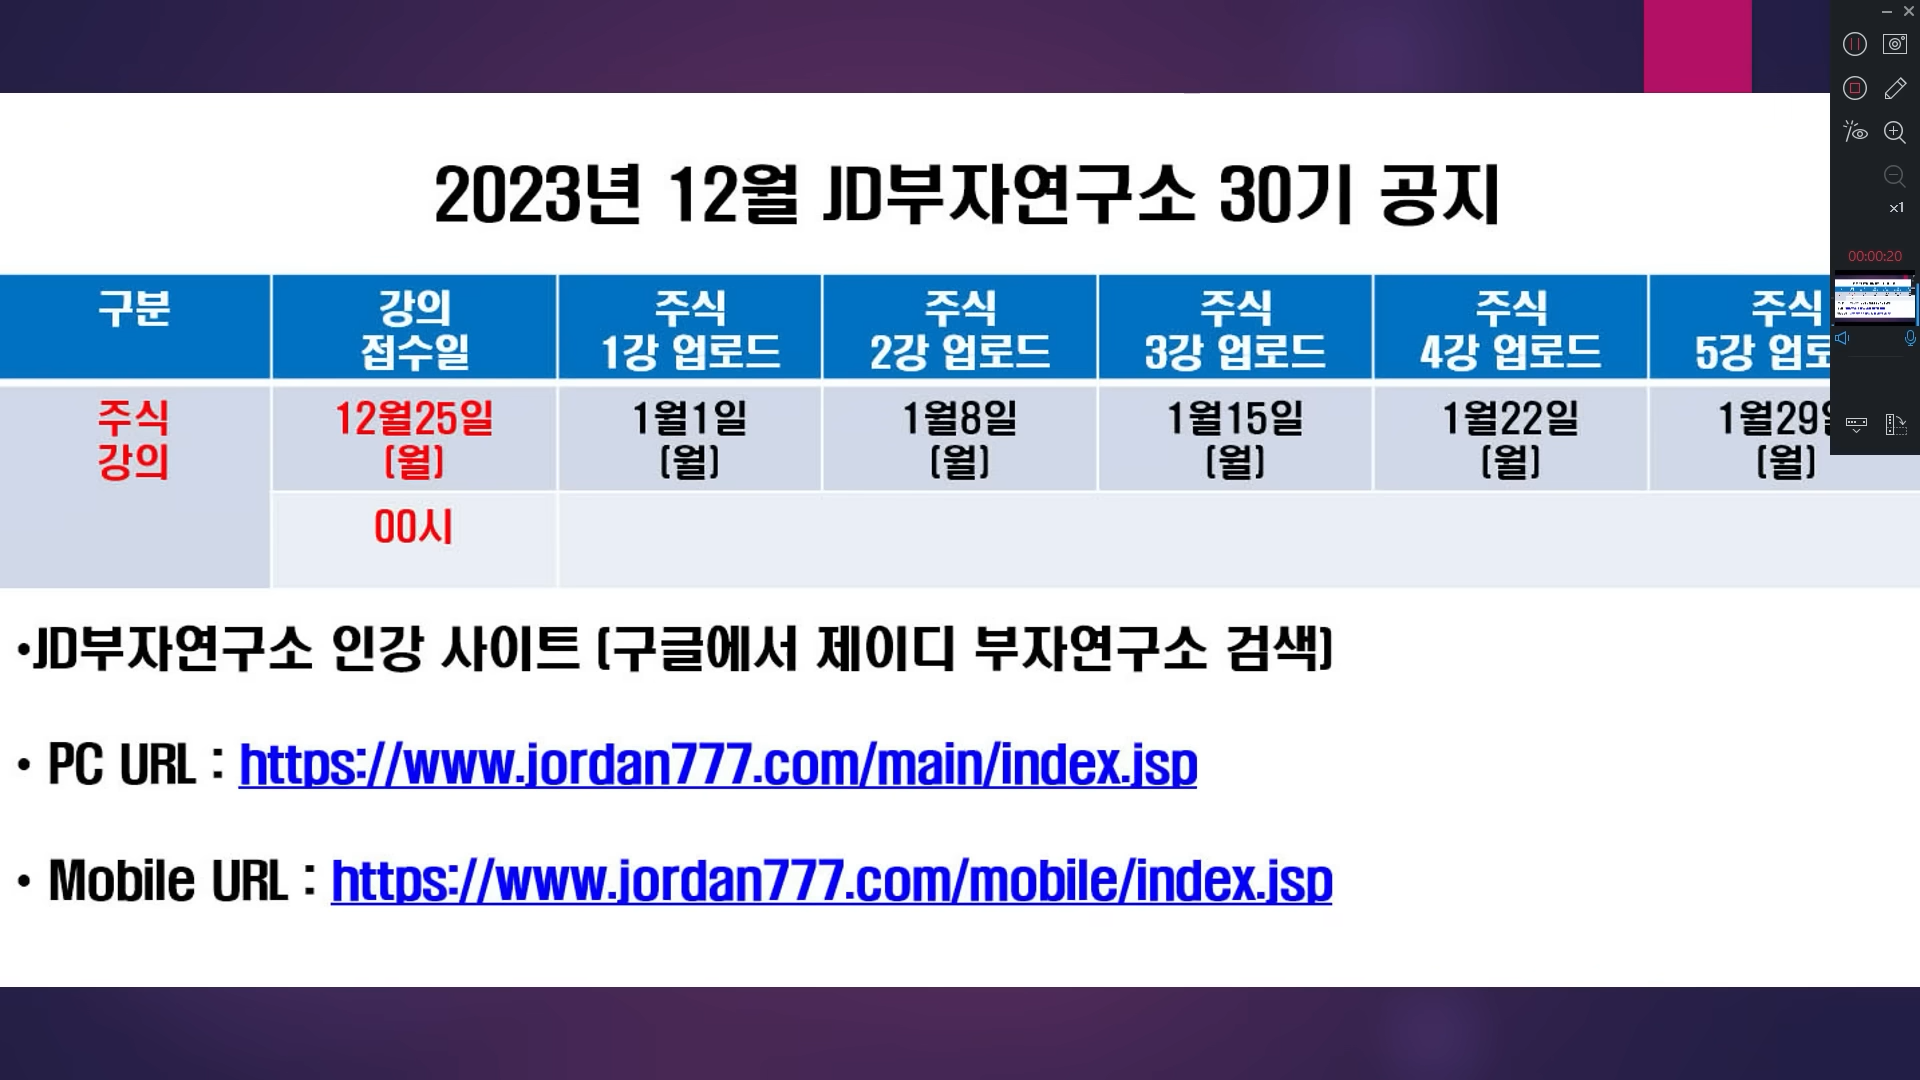 2023년 12월 JD부자연구소 30기 공지
구분
강의
접수일
주식
1강 업로드
주식
2강 업로드
주식
3강 업로드
주식
4강 업로드
주식
5강
주식
강의
12월25일
(월)
1월1일
(월)
1월8일
(월)
1월15일
(월)
1월22일
(월)
1월29일
(월)
00시
•JD부자연구소 인강 사이트 (구글에서 제이디 부자연구소 검색)
• PC URL : https://www.jordan777.com/main/index.jsp
• Mobile URL : https://www.jordan777.com/mobile/index.jsp
x1
00:00:20